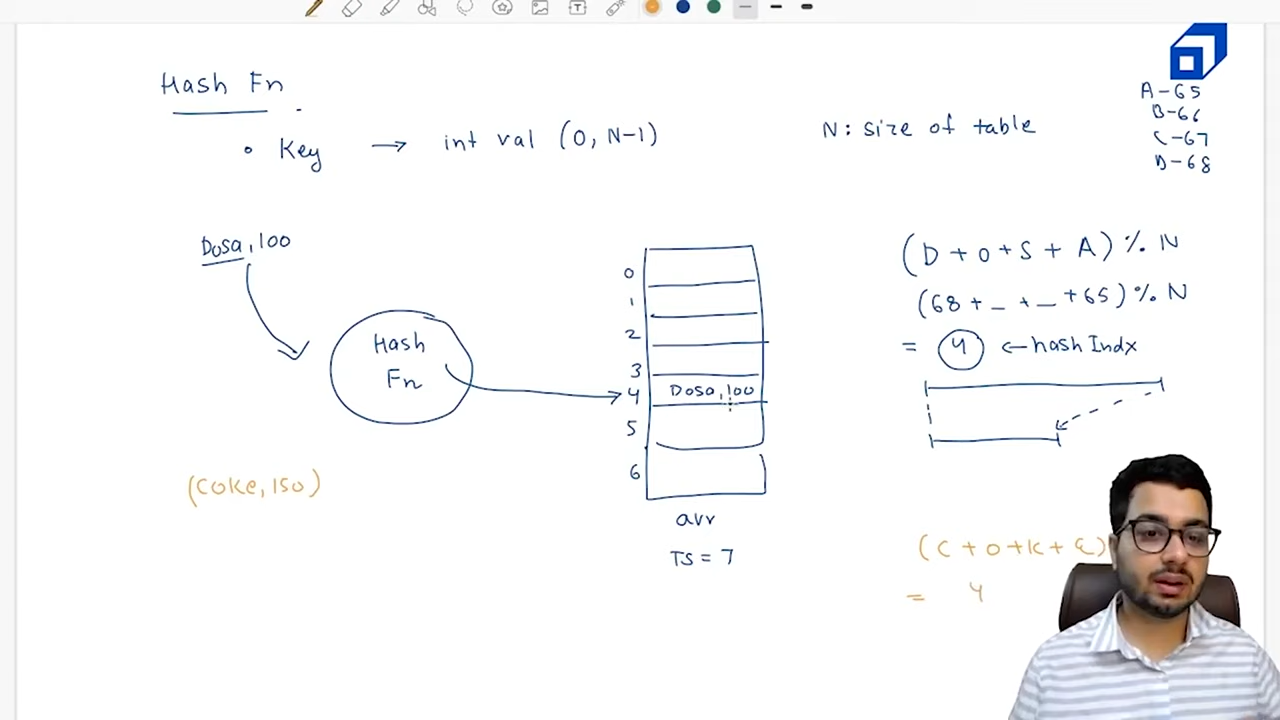 Hash Fn
Key → int val (0, N-1)
N: size of table
A-65
B-66
C-67
D-68
Dosa, 100
Hash
Fn
0
1
2
3
4 Dosa, 100
5
6
arr
TS = 7
(D + O + S + A) % N
(68 + _ + _ + 65) % N
= 4 ← hash Indx
(Coke, 150)
(C + O + K + E)
= 4